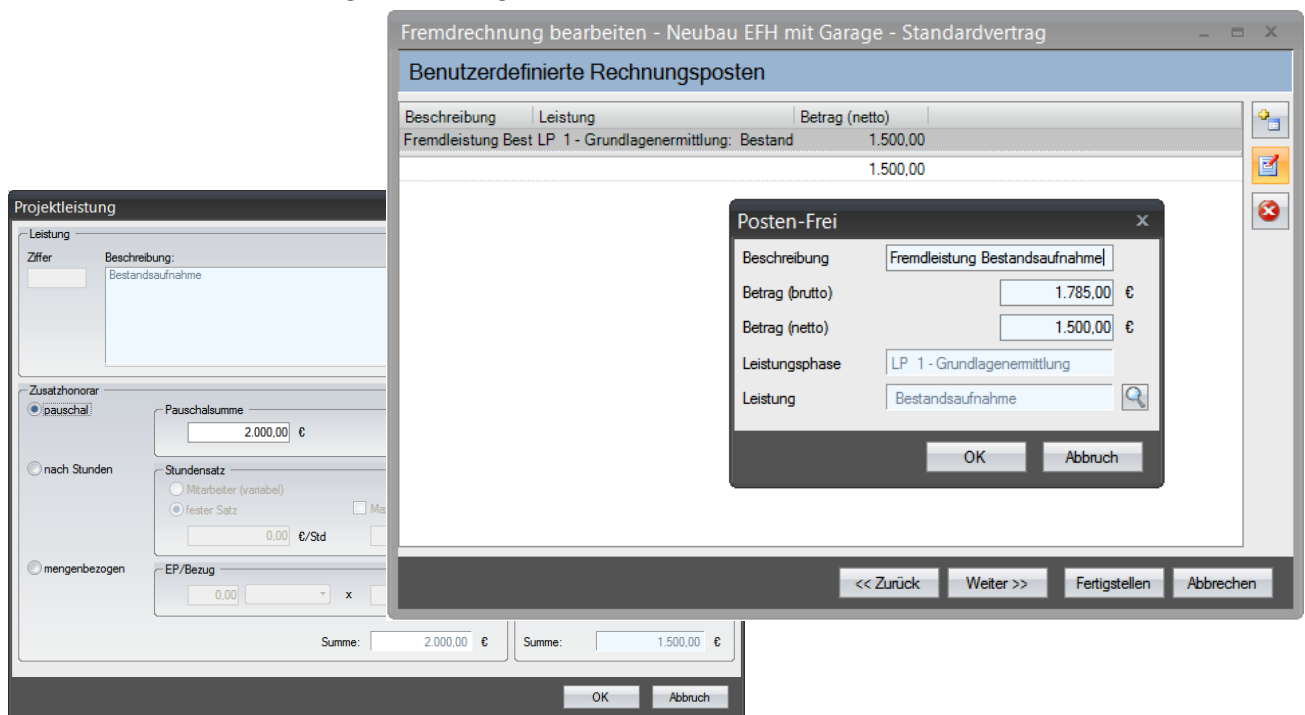 Fremdrechnung bearbeiten - Neubau EFH mit Garage - Standardvertrag
Benutzerdefinierte Rechnungsposten
Beschreibung Leistung Betrag (netto)
Fremdleistung Best LP 1 - Grundlagenermittlung: Bestand 1.500,00
1.500,00
Posten-Frei
Beschreibung Fremdleistung Bestandsaufnahme
Betrag (brutto) 1.785,00 €
Betrag (netto) 1.500,00 €
Leistungsphase LP 1 - Grundlagenermittlung
Leistung Bestandsaufnahme
OK Abbruch
<< Zurück Weiter >> Fertigstellen Abbrechen
Projektleistung
Leistung
Ziffer Beschreibung:
Bestandsaufnahme
Zusatzhonorar
pauschal Pauschalsumme
2.000,00 €
nach Stunden Stundensatz
Mitarbeiter (variabel)
fester Satz
0,00 €/Std
mengenbezogen EP/Bezug
0,00 x
Summe: 2.000,00 € Summe: 1.500,00 €
OK Abbruch